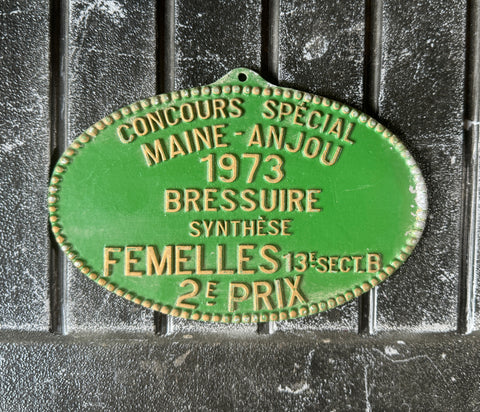 CONCOURS SPÉCIAL
MAINE-ANJOU
1973
BRESSUIRE
SYNTHÈSE
FEMELLES 13E SECT. B
2E PRIX